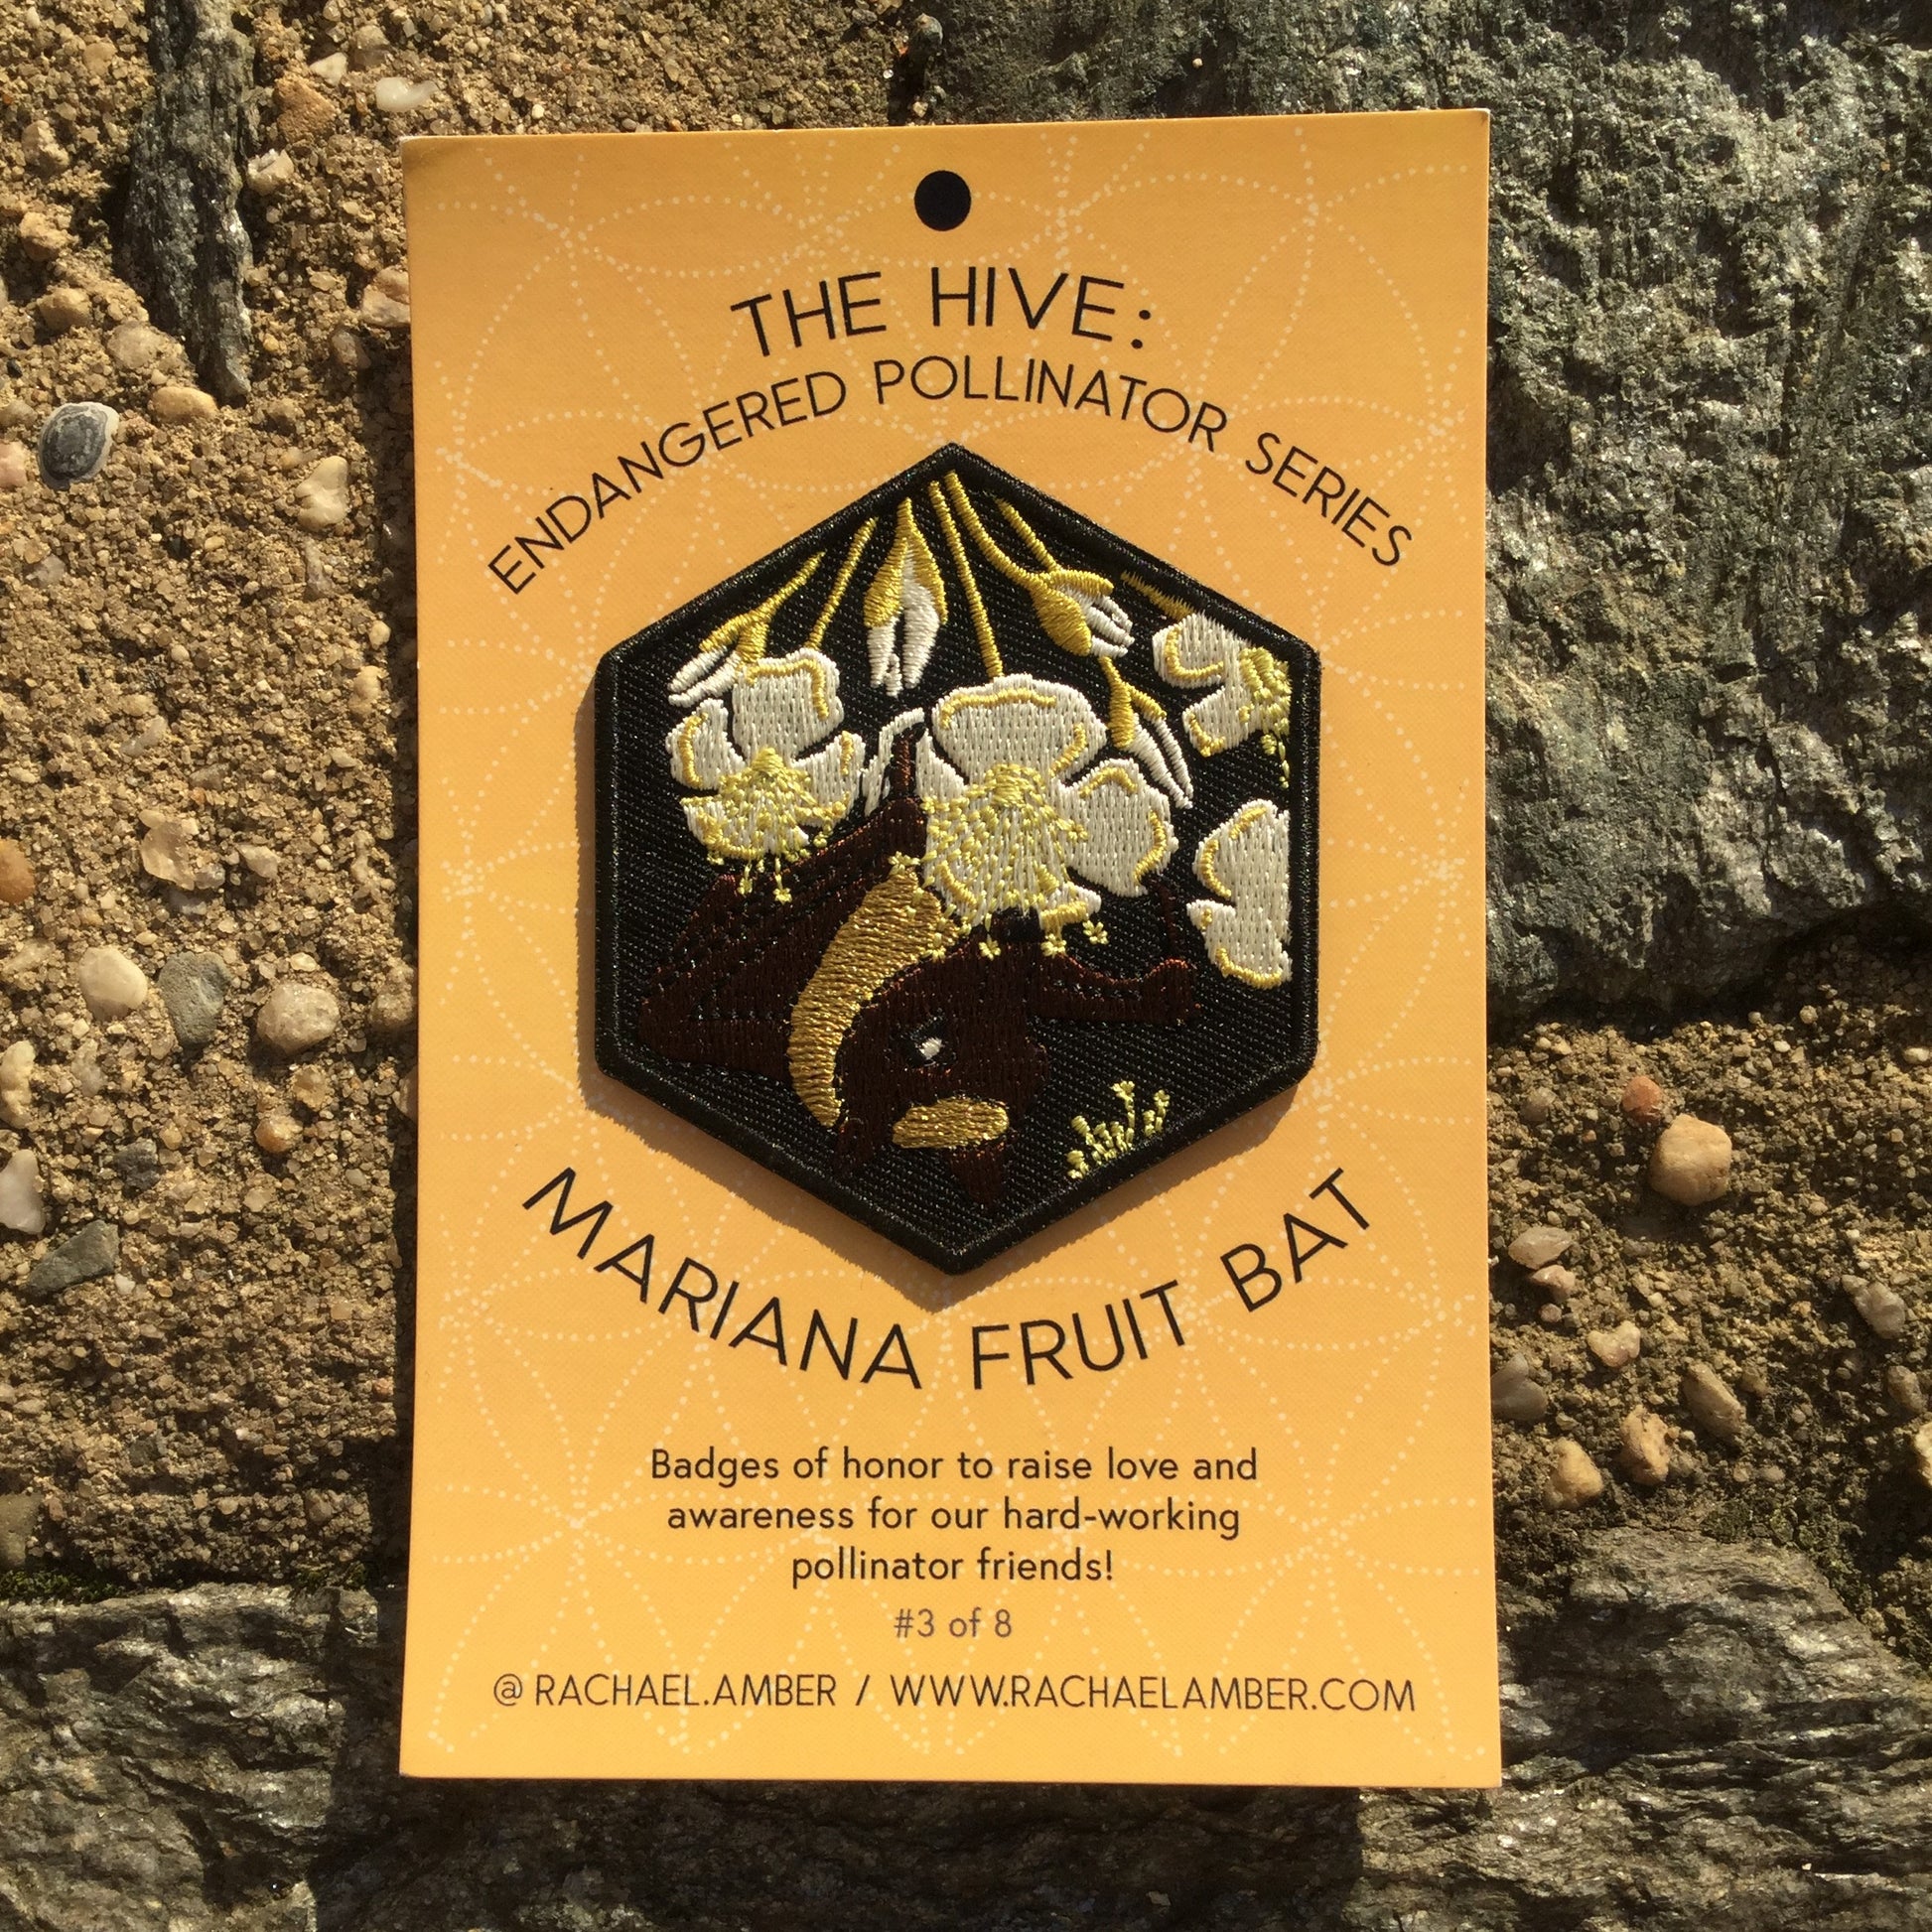 THE HIVE:
ENDANGERED POLLINATOR SERIES
MARIANA FRUIT BAT
Badges of honor to raise love and
awareness for our hard-working
pollinator friends!
#3 of 8
@RACHAEL.AMBER / WWW.RACHAELAMBER.COM